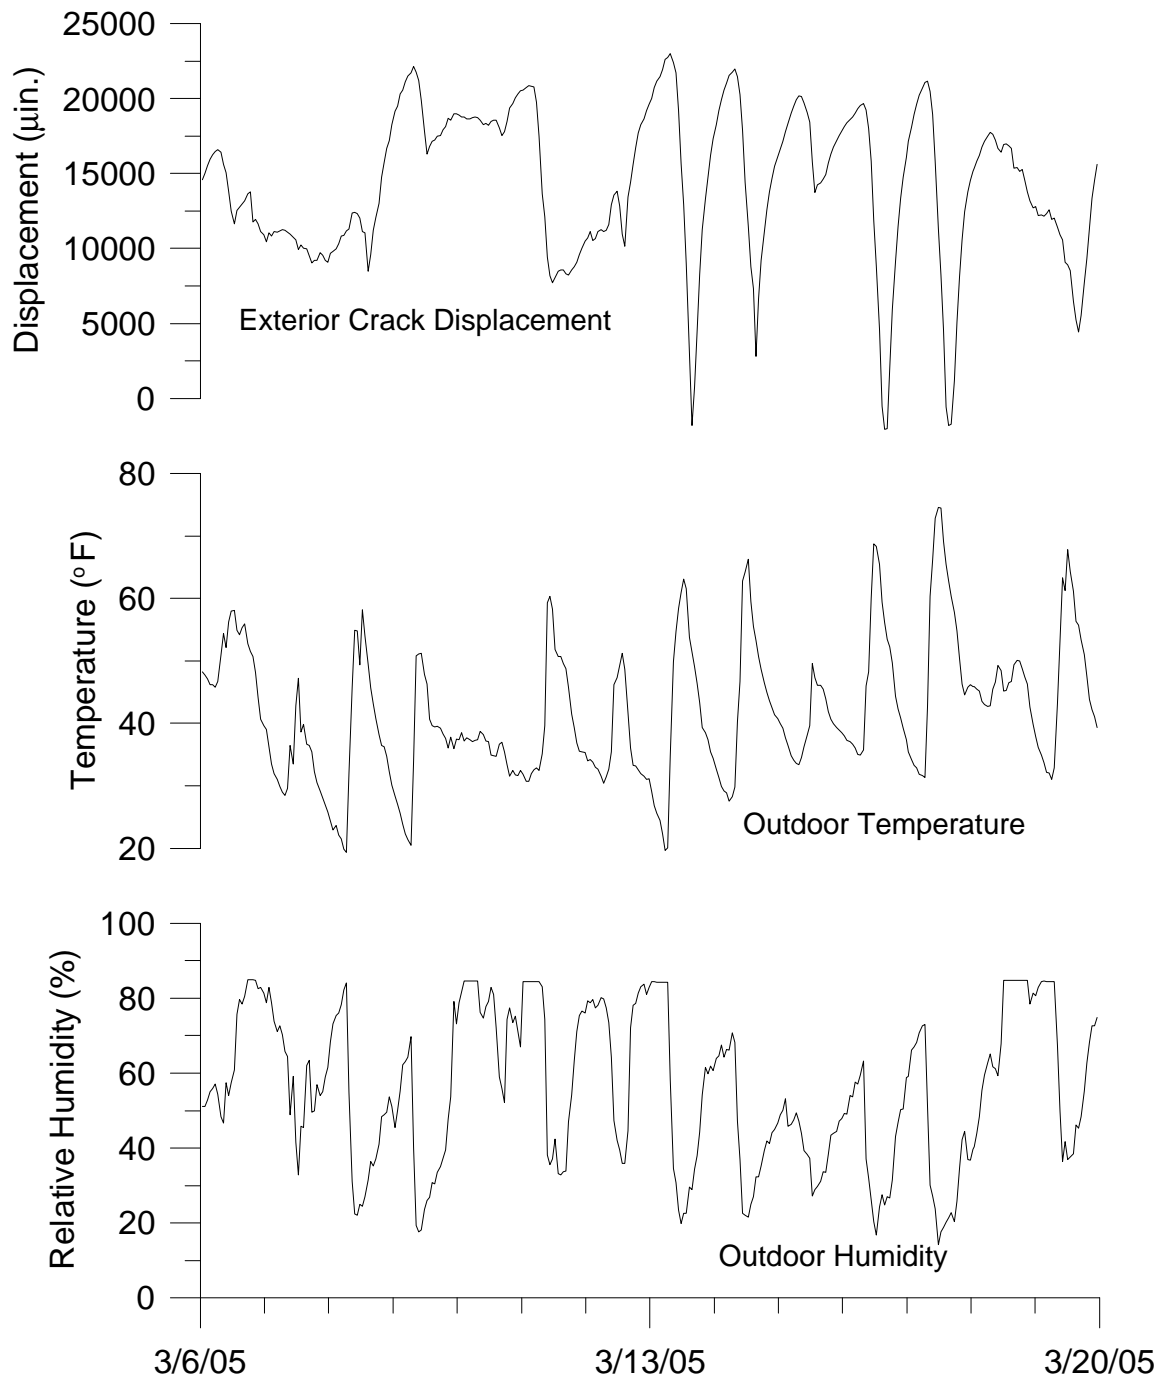 25000
20000
15000
10000
5000
0
Displacement (μin.)
Exterior Crack Displacement
80
60
40
20
Temperature (°F)
Outdoor Temperature
100
80
60
40
20
0
Relative Humidity (%)
Outdoor Humidity
3/6/05 3/13/05 3/20/05